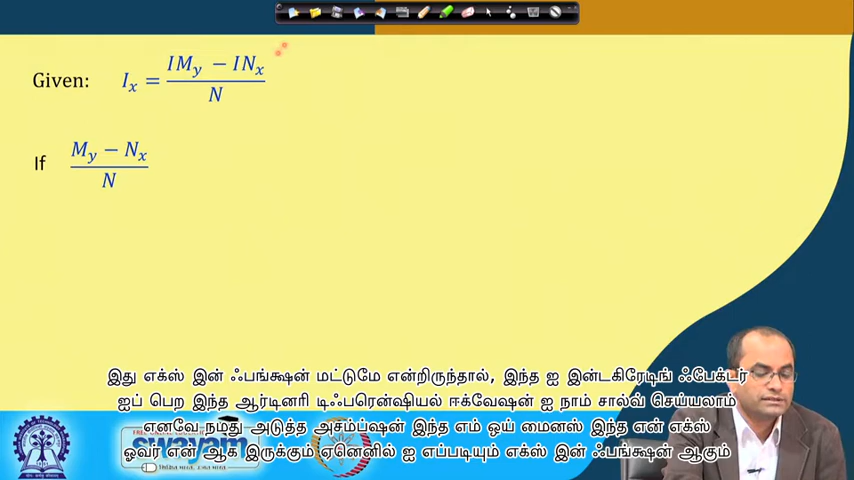 Given: I_x = (IM_y − IN_x) / N
If (M_y − N_x) / N
இது எக்ஸ் இன் ஃபங்க்ஷன் மட்டுமே என்றிருந்தால், இந்த ஐ இன்டகிரேடிங் ஃபேக்டர்
ஐப் பெற இந்த ஆர்டினரி டிஃபரென்ஷியல் ஈக்வேஷன் ஐ நாம் சால்வ் செய்யலாம்
எனவே நமது அடுத்த அசம்ப்ஷன் இந்த எம் ஒய் மைனஸ் இந்த என் எக்ஸ்
ஓவர் என் ஆக இருக்கும் ஏனெனில் ஐ எப்படியும் எக்ஸ் இன் ஃபங்க்ஷன் ஆகும்
swayam